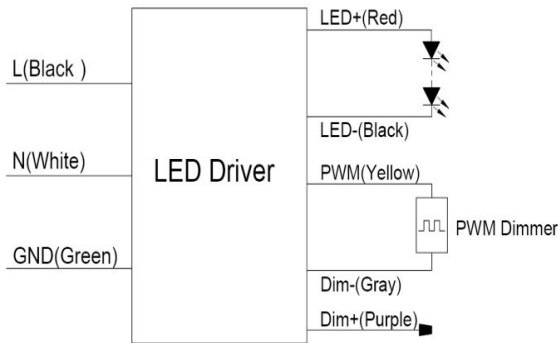 L(Black )
N(White)
GND(Green)
LED Driver
LED+(Red)
LED-(Black)
PWM(Yellow)
PWM Dimmer
Dim-(Gray)
Dim+(Purple)